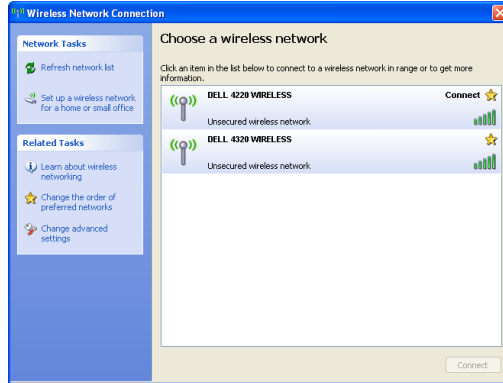 Wireless Network Connection
Network Tasks
Refresh network list
Set up a wireless network
for a home or small office
Related Tasks
Learn about wireless
networking
Change the order of
preferred networks
Change advanced
settings
Choose a wireless network
Click an item in the list below to connect to a wireless network in range or to get more
information.
DELL 4220 WIRELESS
Connect
Unsecured wireless network
DELL 4320 WIRELESS
Unsecured wireless network
Connect